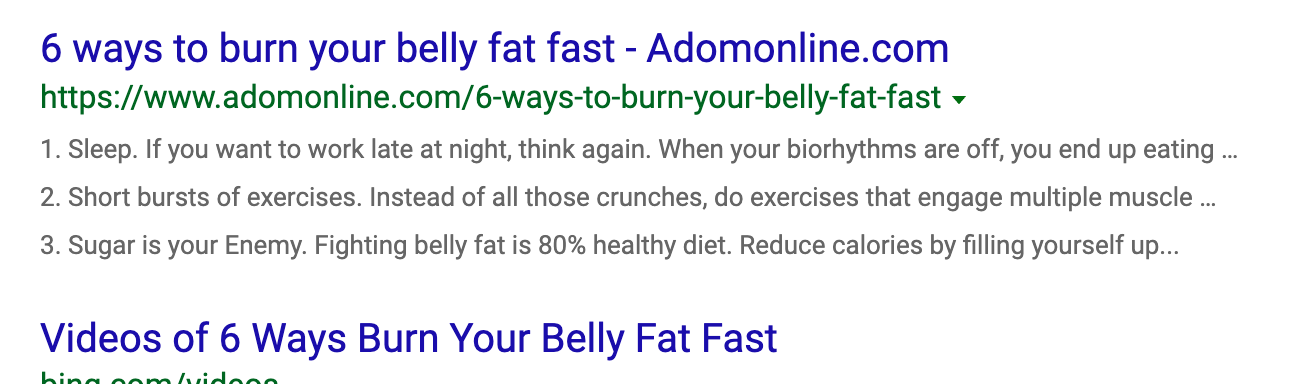 6 ways to burn your belly fat fast - Adomonline.com
https://www.adomonline.com/6-ways-to-burn-your-belly-fat-fast
1. Sleep. If you want to work late at night, think again. When your biorhythms are off, you end up eating ...
2. Short bursts of exercises. Instead of all those crunches, do exercises that engage multiple muscle ...
3. Sugar is your Enemy. Fighting belly fat is 80% healthy diet. Reduce calories by filling yourself up...
Videos of 6 Ways Burn Your Belly Fat Fast
bing.com/videos